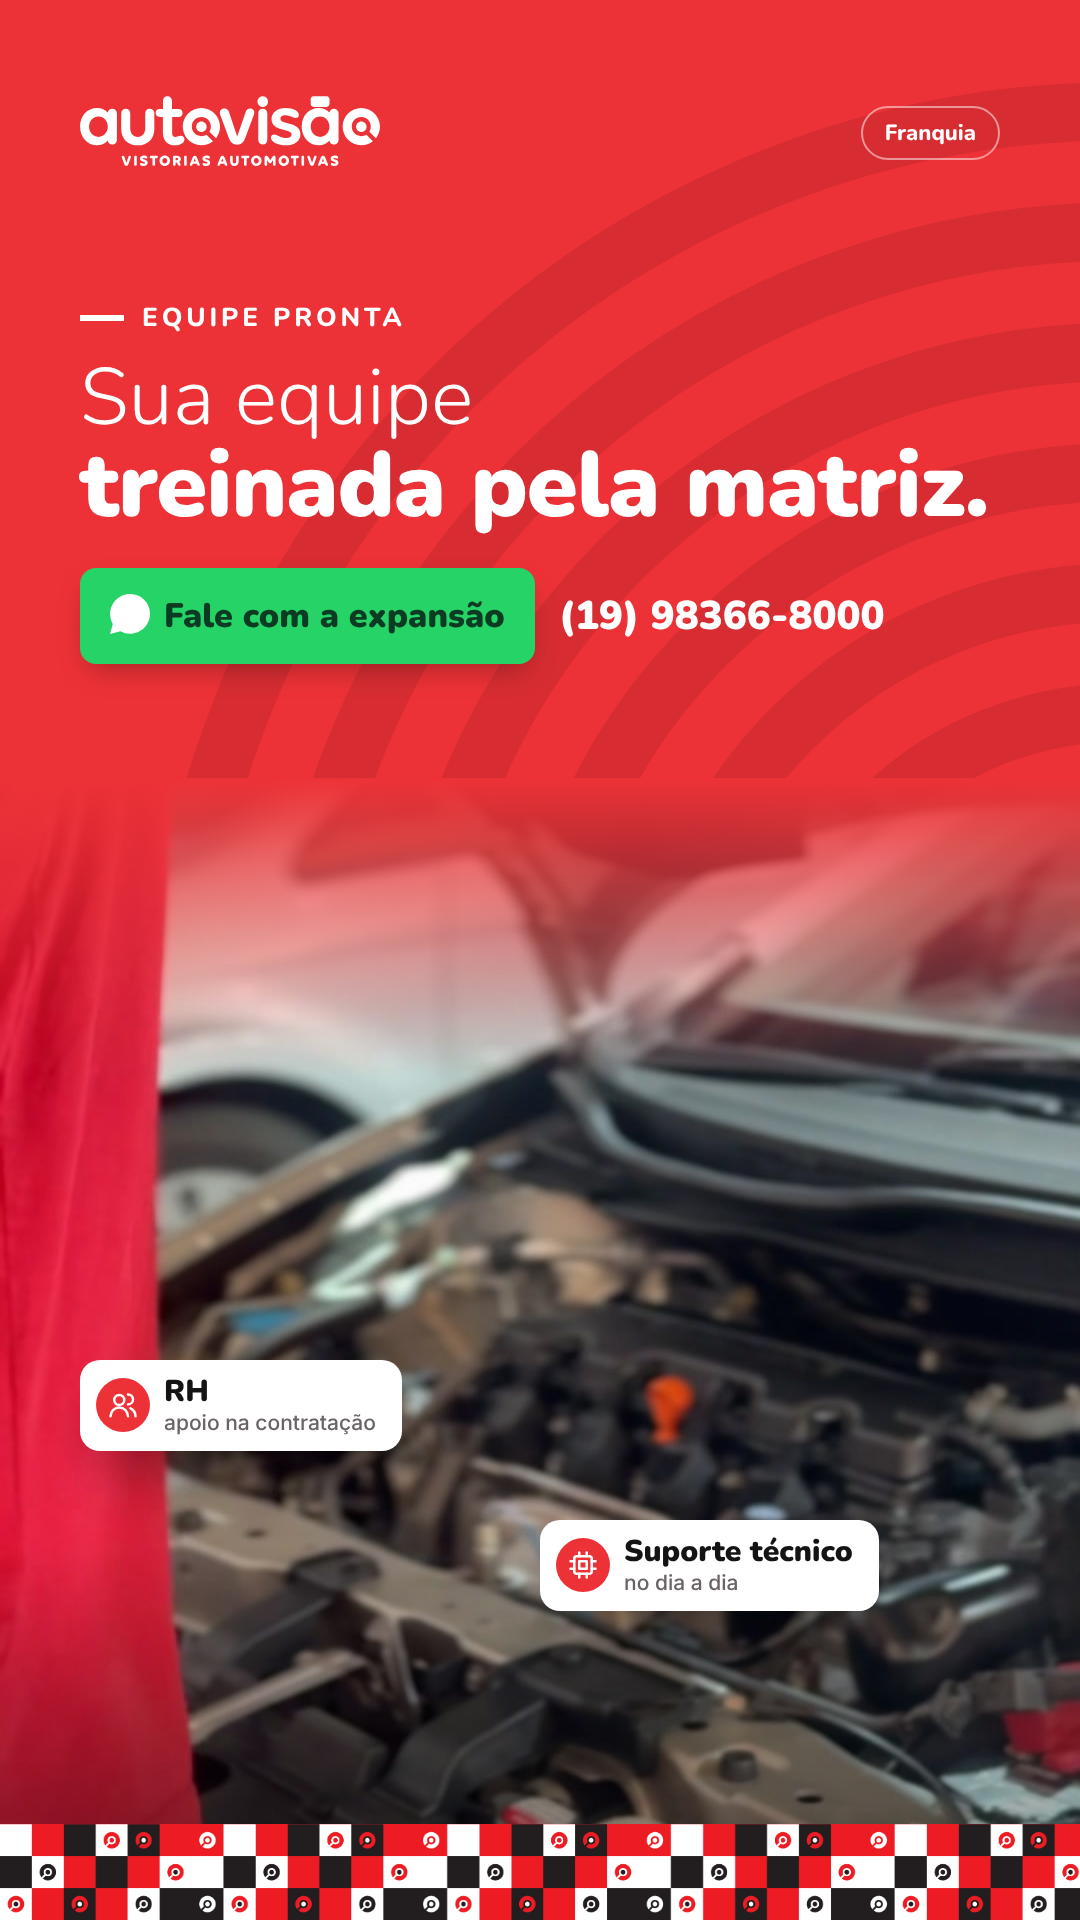 autovisão
VISTORIAS AUTOMOTIVAS
Franquia
EQUIPE PRONTA
Sua equipe
treinada pela matriz.
Fale com a expansão
(19) 98366-8000
RH
apoio na contratação
Suporte técnico
no dia a dia